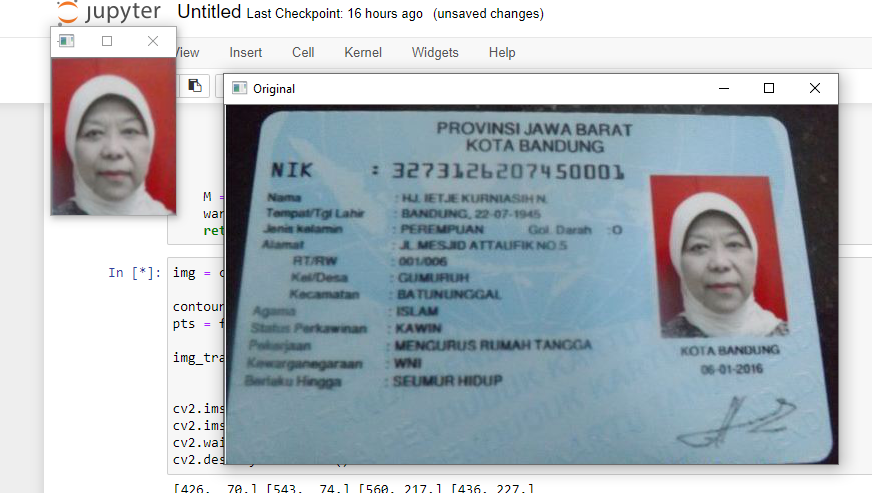 jupyter Untitled Last Checkpoint: 16 hours ago (unsaved changes)
View Insert Cell Kernel Widgets Help
Original
PROVINSI JAWA BARAT
KOTA BANDUNG
NIK : 3273126207450001
Nama : HJ. IETJE KURNIASIH N.
Tempat/Tgl Lahir : BANDUNG, 22-07-1945
Jenis kelamin : PEREMPUAN Gol. Darah : O
Alamat : JL. MESJID ATTAUFIK NO.5
RT/RW : 001/006
Kel/Desa : GUMURUH
Kecamatan : BATUNUNGGAL
Agama : ISLAM
Status Perkawinan : KAWIN
Pekerjaan : MENGURUS RUMAH TANGGA
Kewarganegaraan : WNI
Berlaku Hingga : SEUMUR HIDUP
KOTA BANDUNG
06-01-2016
M =
war
ret
In [*]: img = c
contour
pts = f
img_tra
cv2.ims
cv2.ims
cv2.wai
cv2.des
[426. 70.] [543. 74.] [560. 217.] [436. 227.]